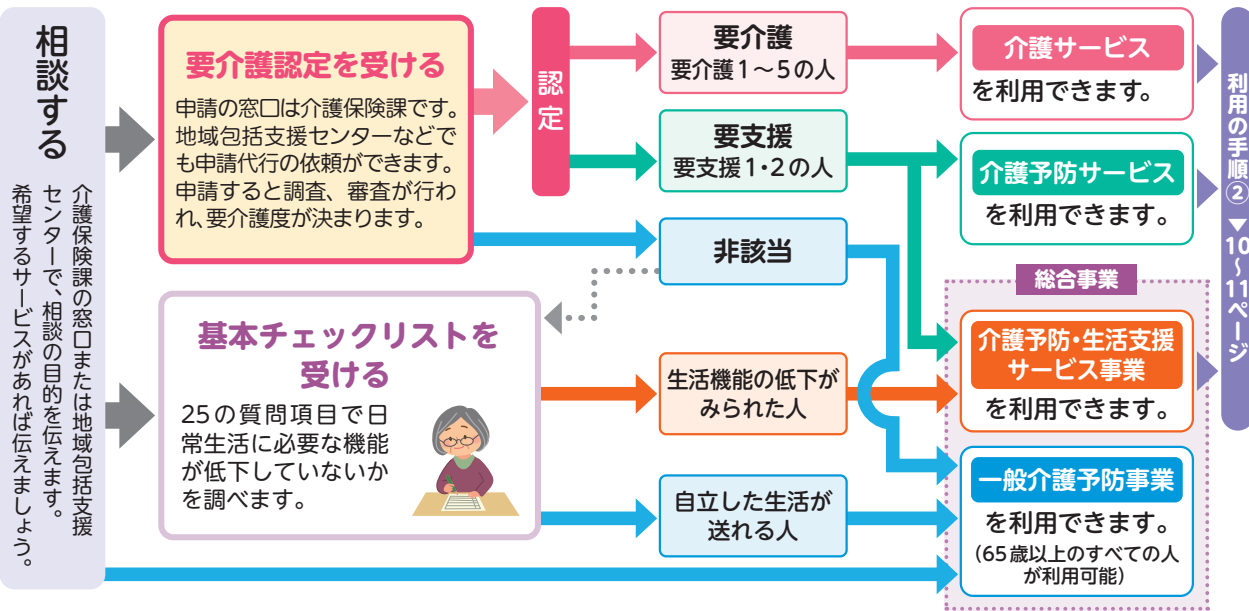 相談する
介護保険課の窓口または地域包括支援
センターで、相談の目的を伝えます。
希望するサービスがあれば伝えましょう。
要介護認定を受ける
申請の窓口は介護保険課です。
地域包括支援センターなどで
も申請代行の依頼ができます。
申請すると調査、審査が行わ
れ、要介護度が決まります。
認定
要介護
要介護1〜5の人
要支援
要支援1・2の人
非該当
基本チェックリストを
受ける
25の質問項目で日
常生活に必要な機能
が低下していないか
を調べます。
生活機能の低下が
みられた人
自立した生活が
送れる人
介護サービス
を利用できます。
介護予防サービス
を利用できます。
総合事業
介護予防・生活支援
サービス事業
を利用できます。
一般介護予防事業
を利用できます。
(65歳以上のすべての人
が利用可能)
利用の手順② ▼10〜11ページ